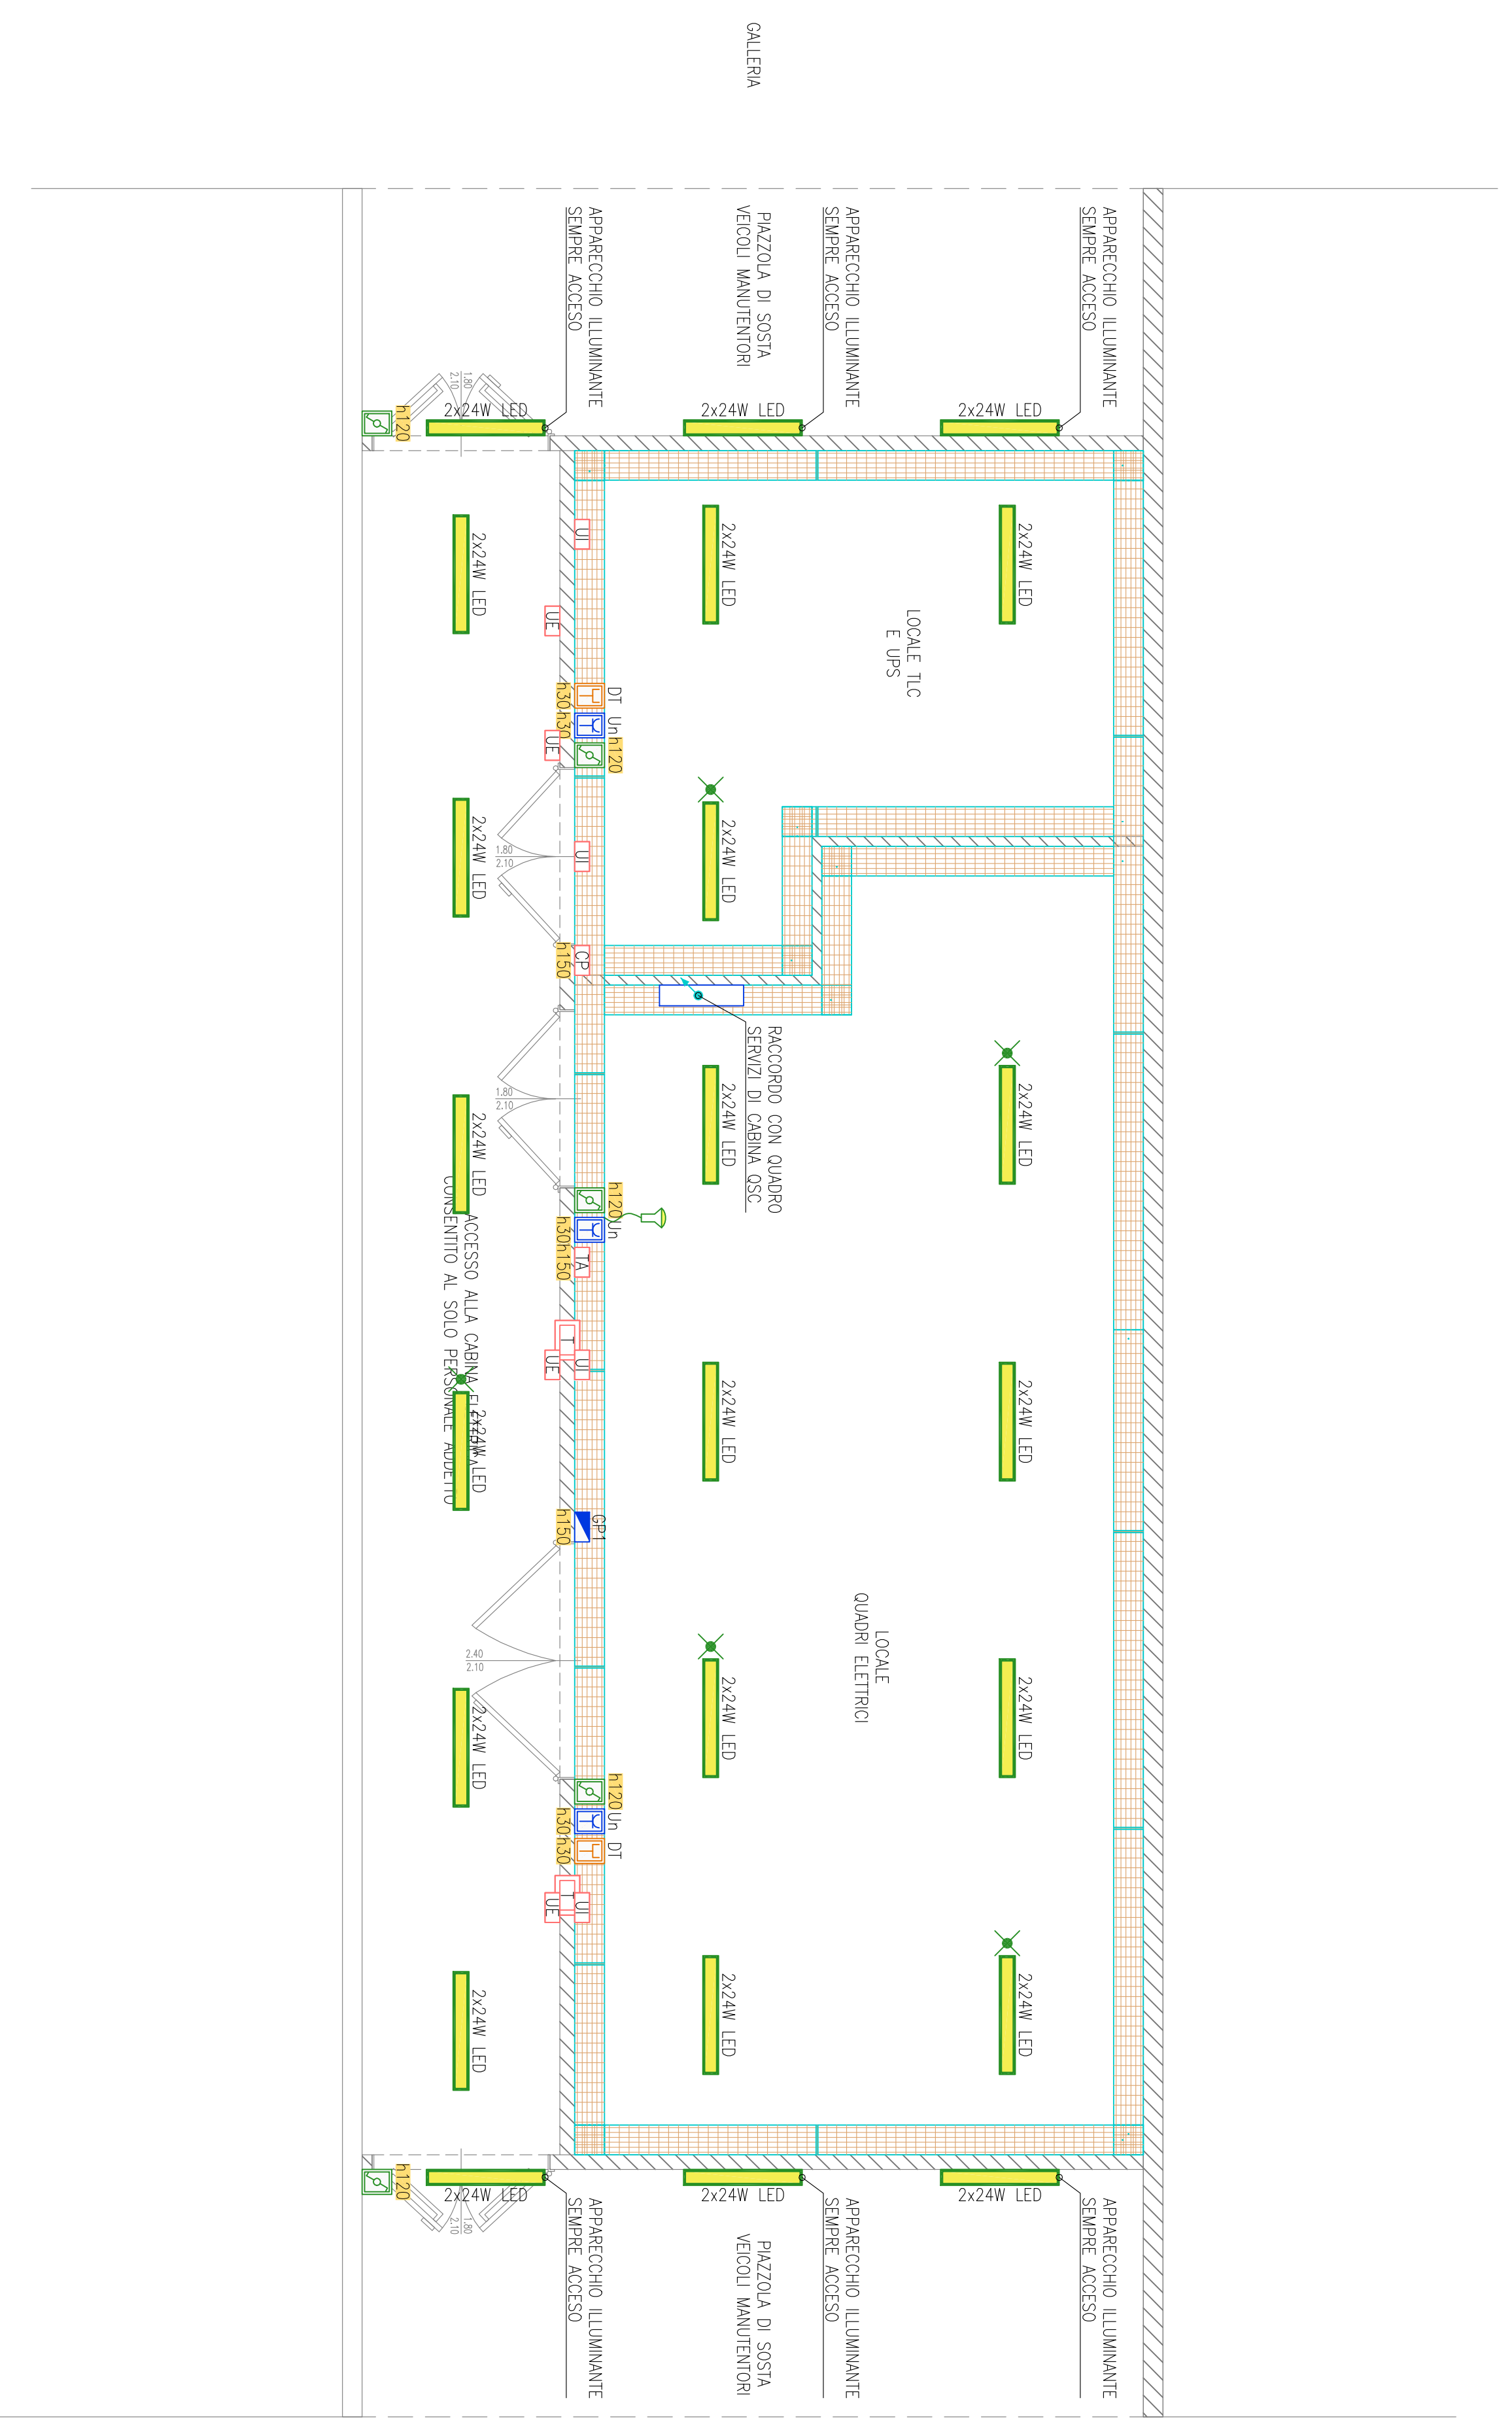 GALLERIA
APPARECCHIO ILLUMINANTE
SEMPRE ACCESO
PIAZZOLA DI SOSTA
VEICOLI MANUTENTORI
APPARECCHIO ILLUMINANTE
SEMPRE ACCESO
APPARECCHIO ILLUMINANTE
SEMPRE ACCESO
1.80
2.10
h120
2x24W LED
2x24W LED
2x24W LED
2x24W LED
2x24W LED
2x24W LED
UI
UE
LOCALE TLC
E UPS
DT
Un
h120
h30
h30
UE
2x24W LED
1.80
2.10
UI
2x24W LED
CP
h150
RACCORDO CON QUADRO
SERVIZI DI CABINA QSC
1.80
2.10
2x24W LED
2x24W LED
2x24W LED
ACCESSO ALLA CABINA ELETTRICA
CONSENTITO AL SOLO PERSONALE ADDETTO
h120
Un
h30
h150
TA
T
UE
UI
2x24W LED
2x24W LED
2x24W LED
GP1
h150
LOCALE
QUADRI ELETTRICI
2.40
2.10
2x24W LED
2x24W LED
2x24W LED
h120
Un
DT
h30
h30
T
UE
UI
2x24W LED
2x24W LED
2x24W LED
h120
1.80
2.10
2x24W LED
2x24W LED
2x24W LED
APPARECCHIO ILLUMINANTE
SEMPRE ACCESO
PIAZZOLA DI SOSTA
VEICOLI MANUTENTORI
APPARECCHIO ILLUMINANTE
SEMPRE ACCESO
APPARECCHIO ILLUMINANTE
SEMPRE ACCESO